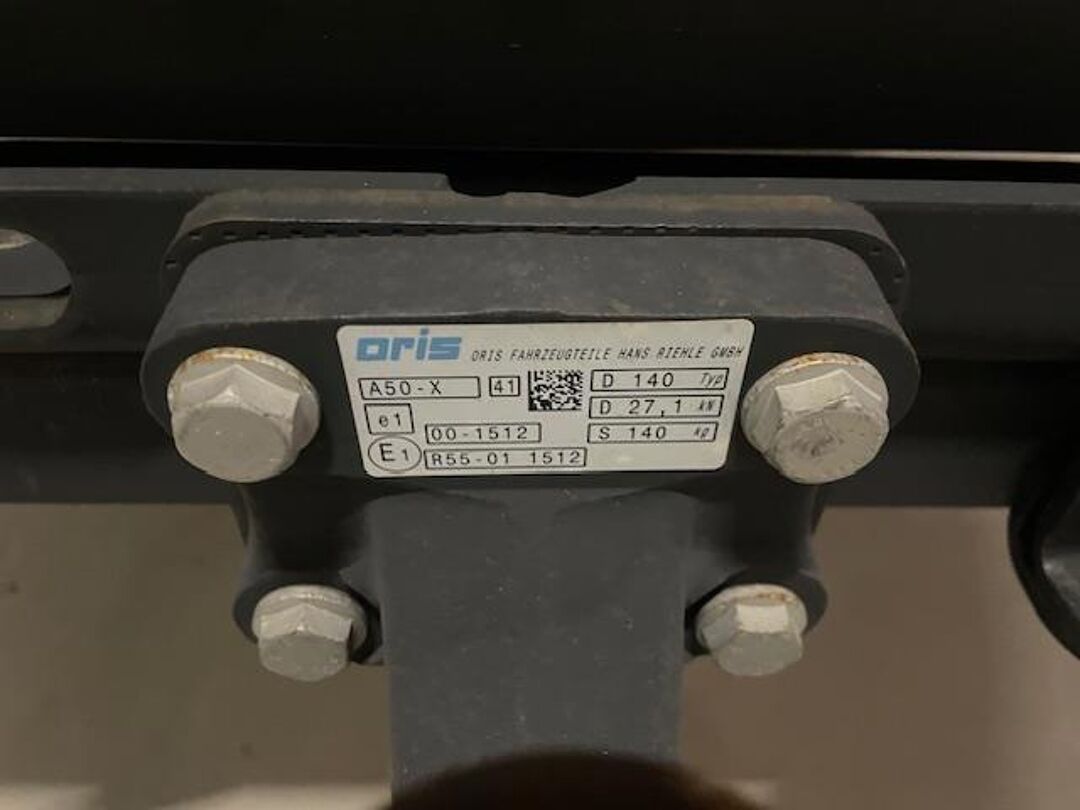 oris ORIS FAHRZEUGTEILE HANS RIEHLE GMBH
A50-X 41 D 140 Typ
e1 D 27,1 kN
00-1512 S 140 kg
E1 R55-01 1512